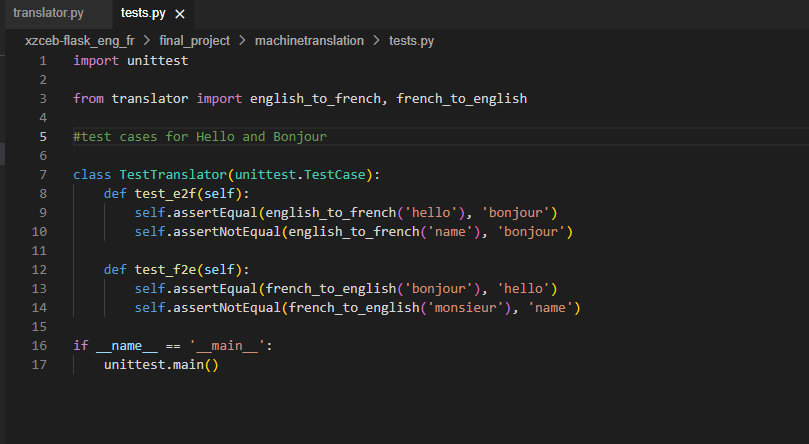 translator.py tests.py ×
xzceb-flask_eng_fr > final_project > machinetranslation > tests.py
1 import unittest
2
3 from translator import english_to_french, french_to_english
4
5 #test cases for Hello and Bonjour
6
7 class TestTranslator(unittest.TestCase):
8     def test_e2f(self):
9         self.assertEqual(english_to_french('hello'), 'bonjour')
10         self.assertNotEqual(english_to_french('name'), 'bonjour')
11
12     def test_f2e(self):
13         self.assertEqual(french_to_english('bonjour'), 'hello')
14         self.assertNotEqual(french_to_english('monsieur'), 'name')
15
16 if __name__ == '__main__':
17     unittest.main()